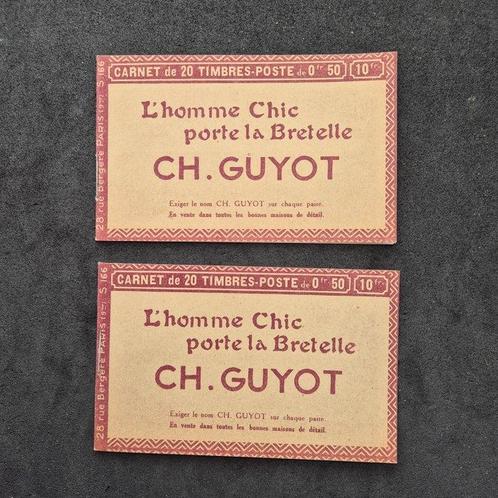 CARNET de 20 TIMBRES-POSTE de 0fr 50 10fr
L'homme Chic
porte la Bretelle
CH. GUYOT
Exiger le nom CH. GUYOT sur chaque patte.
En vente dans toutes les bonnes maisons de détail.
28 rue Bergère PARIS (9e) S. 166
CARNET de 20 TIMBRES-POSTE de 0fr 50 10fr
L'homme Chic
porte la Bretelle
CH. GUYOT
Exiger le nom CH. GUYOT sur chaque patte.
En vente dans toutes les bonnes maisons de détail.
28 rue Bergère PARIS (9e) S. 166